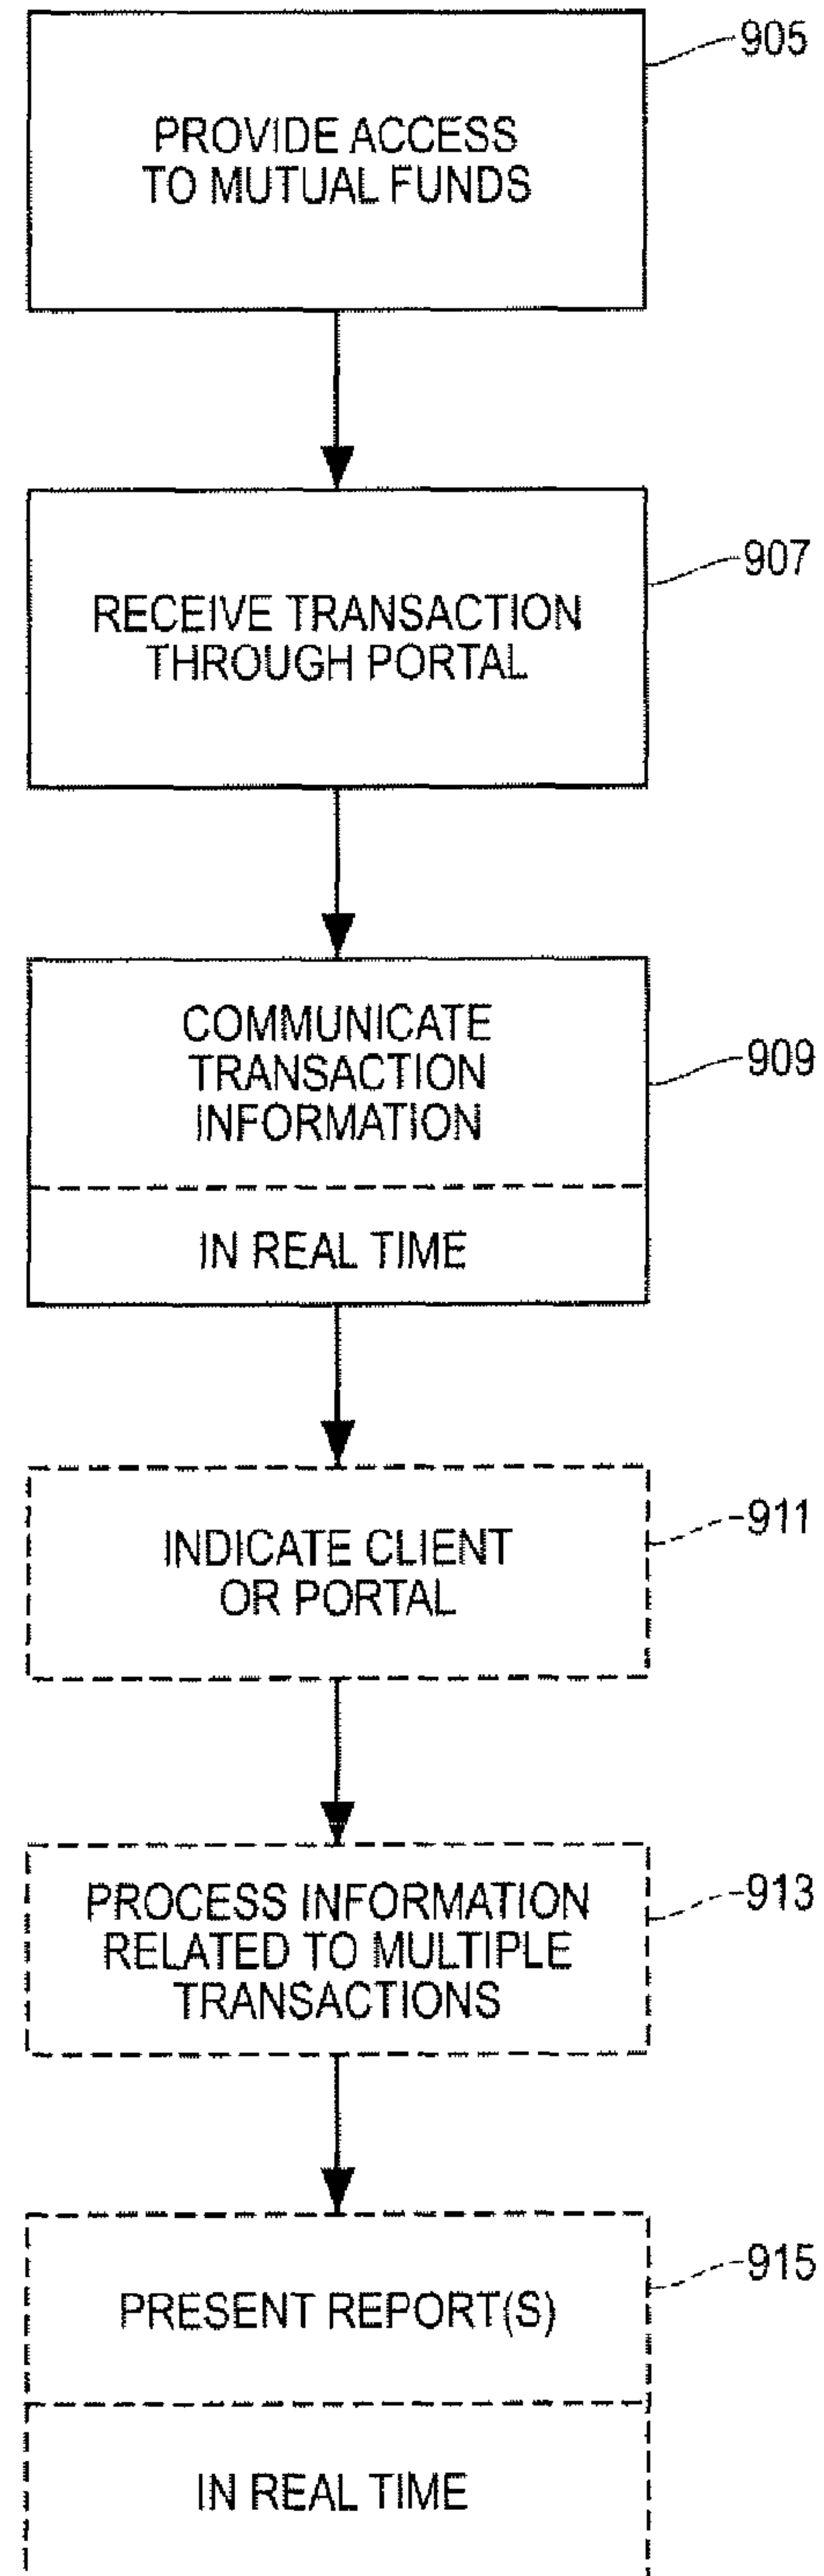 905
PROVIDE ACCESS
TO MUTUAL FUNDS
907
RECEIVE TRANSACTION
THROUGH PORTAL
909
COMMUNICATE
TRANSACTION
INFORMATION
IN REAL TIME
911
INDICATE CLIENT
OR PORTAL
913
PROCESS INFORMATION
RELATED TO MULTIPLE
TRANSACTIONS
915
PRESENT REPORT(S)
IN REAL TIME